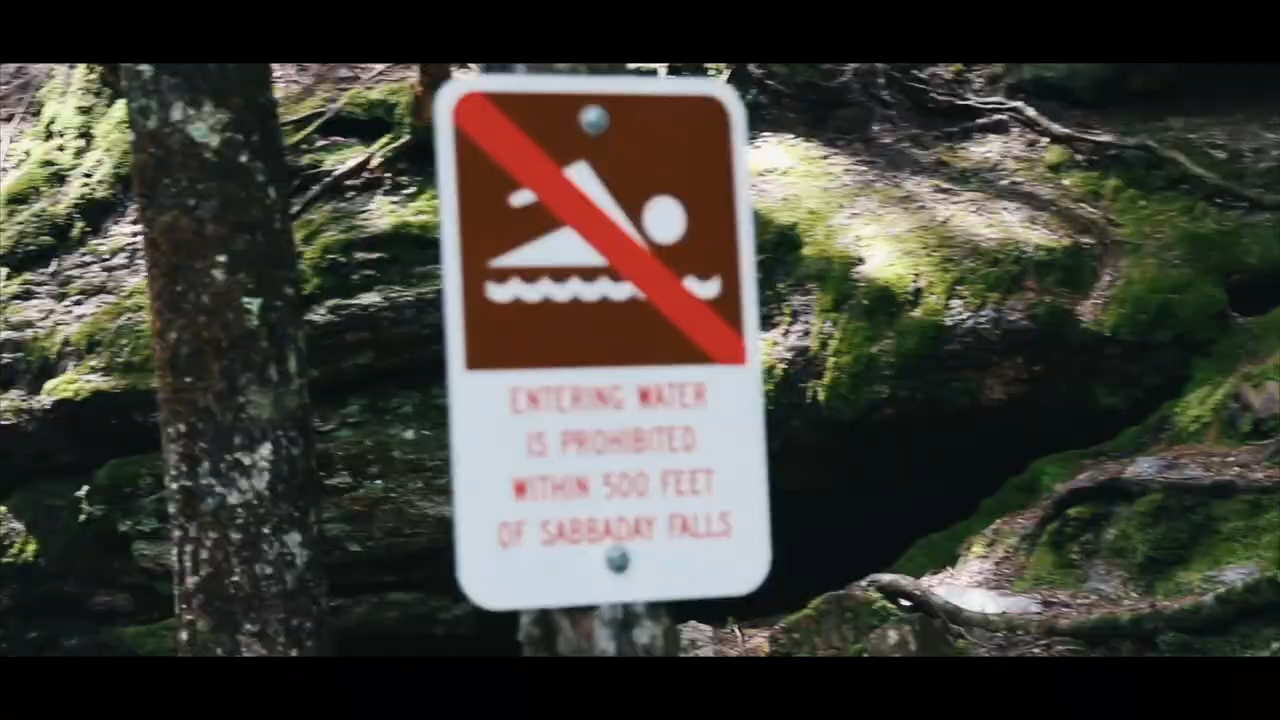 ENTERING WATER
IS PROHIBITED
WITHIN 500 FEET
OF SABBADAY FALLS